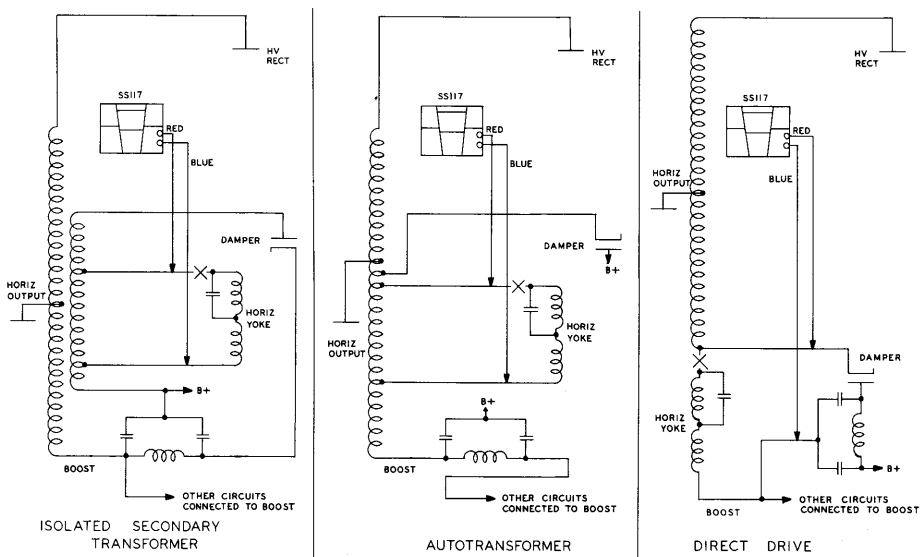 HV
RECT
SS117
RED
BLUE
DAMPER
HORIZ
OUTPUT
HORIZ
YOKE
B+
BOOST
OTHER CIRCUITS
CONNECTED TO BOOST
ISOLATED SECONDARY
TRANSFORMER
HV
RECT
SS117
RED
BLUE
DAMPER
B+
HORIZ
YOKE
HORIZ
OUTPUT
B+
BOOST
OTHER CIRCUITS
CONNECTED TO BOOST
AUTOTRANSFORMER
HV
RECT
SS117
RED
BLUE
HORIZ
OUTPUT
DAMPER
HORIZ
YOKE
B+
BOOST
OTHER CIRCUITS
CONNECTED TO BOOST
DIRECT DRIVE